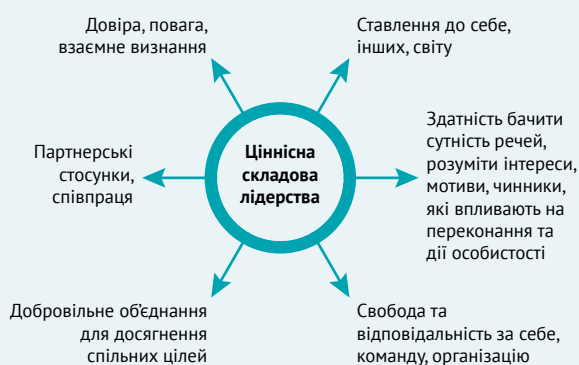 Довіра, повага,
взаємне визнання
Ставлення до себе,
інших, світу
Партнерські
стосунки,
співпраця
Ціннісна
складова
лідерства
Здатність бачити
сутність речей,
розуміти інтереси,
мотиви, чинники,
які впливають на
переконання та
дії особистості
Добровільне об’єднання
для досягнення
спільних цілей
Свобода та
відповідальність за себе,
команду, організацію